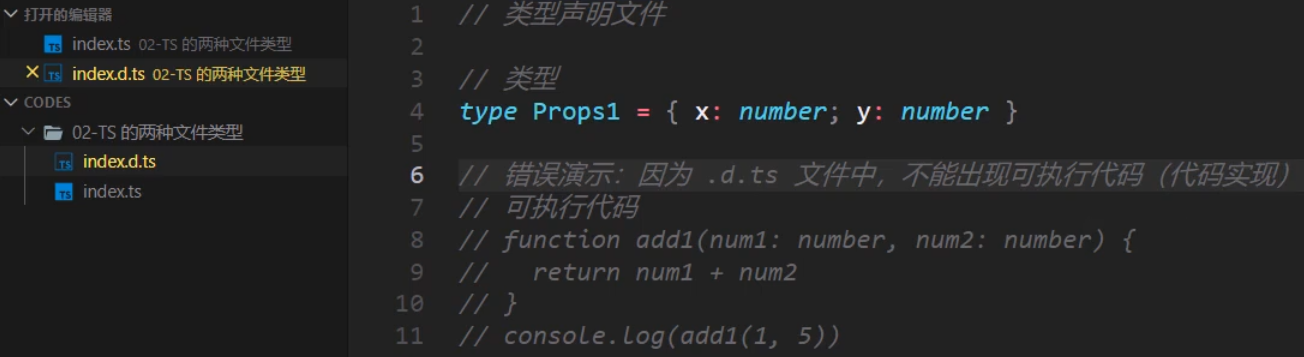 打开的编辑器
index.ts 02-TS 的两种文件类型
index.d.ts 02-TS 的两种文件类型
CODES
02-TS 的两种文件类型
index.d.ts
index.ts
1 // 类型声明文件
2
3 // 类型
4 type Props1 = { x: number; y: number }
5
6 // 错误演示：因为 .d.ts 文件中，不能出现可执行代码（代码实现）
7 // 可执行代码
8 // function add1(num1: number, num2: number) {
9 //   return num1 + num2
10 // }
11 // console.log(add1(1, 5))